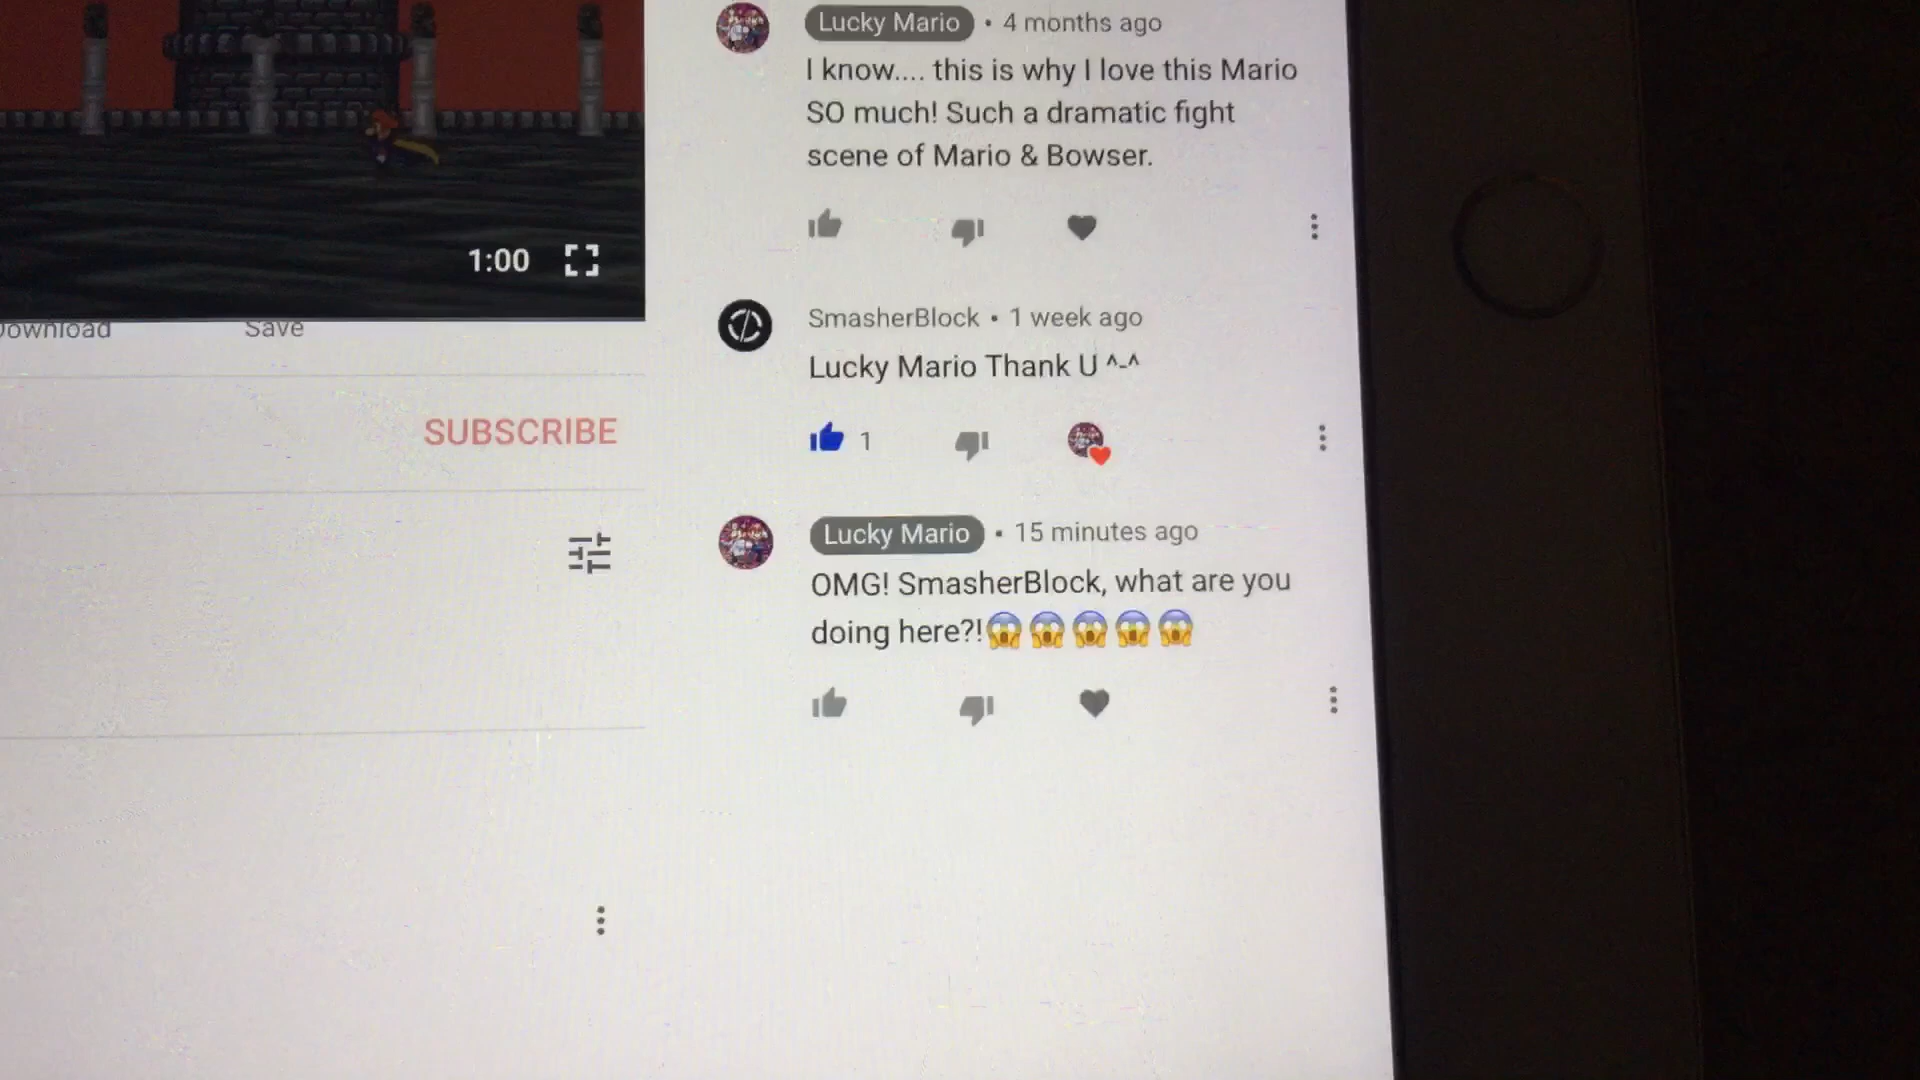 Lucky Mario • 4 months ago
I know.... this is why I love this Mario
SO much! Such a dramatic fight
scene of Mario & Bowser.
1:00
Download
Save
SmasherBlock • 1 week ago
Lucky Mario Thank U ^-^
1
SUBSCRIBE
Lucky Mario • 15 minutes ago
OMG! SmasherBlock, what are you
doing here?!😱😱😱😱😱